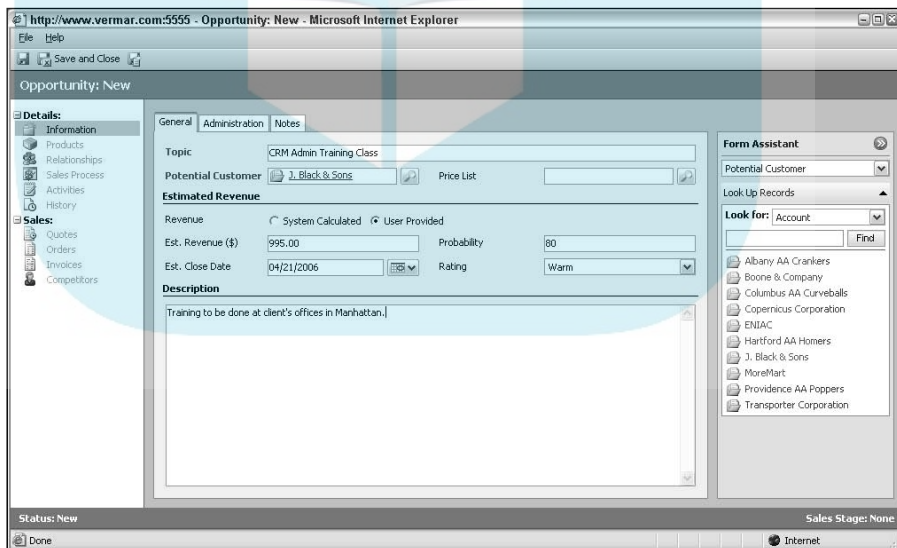 http://www.vermar.com:5555 - Opportunity: New - Microsoft Internet Explorer
File Help
Save and Close
Opportunity: New
Details:
Information
Products
Relationships
Sales Process
Activities
History
Sales:
Quotes
Orders
Invoices
Competitors
General Administration Notes
Topic CRM Admin Training Class
Potential Customer J. Black & Sons Price List
Estimated Revenue
Revenue System Calculated User Provided
Est. Revenue ($) 995.00 Probability 80
Est. Close Date 04/21/2006 Rating Warm
Description
Training to be done at client's offices in Manhattan.
Form Assistant
Potential Customer
Look Up Records
Look for: Account
Find
Albany AA Crankers
Boone & Company
Columbus AA Curveballs
Copernicus Corporation
ENIAC
Hartford AA Homers
J. Black & Sons
MoreMart
Providence AA Poppers
Transporter Corporation
Status: New Sales Stage: None
Done Internet